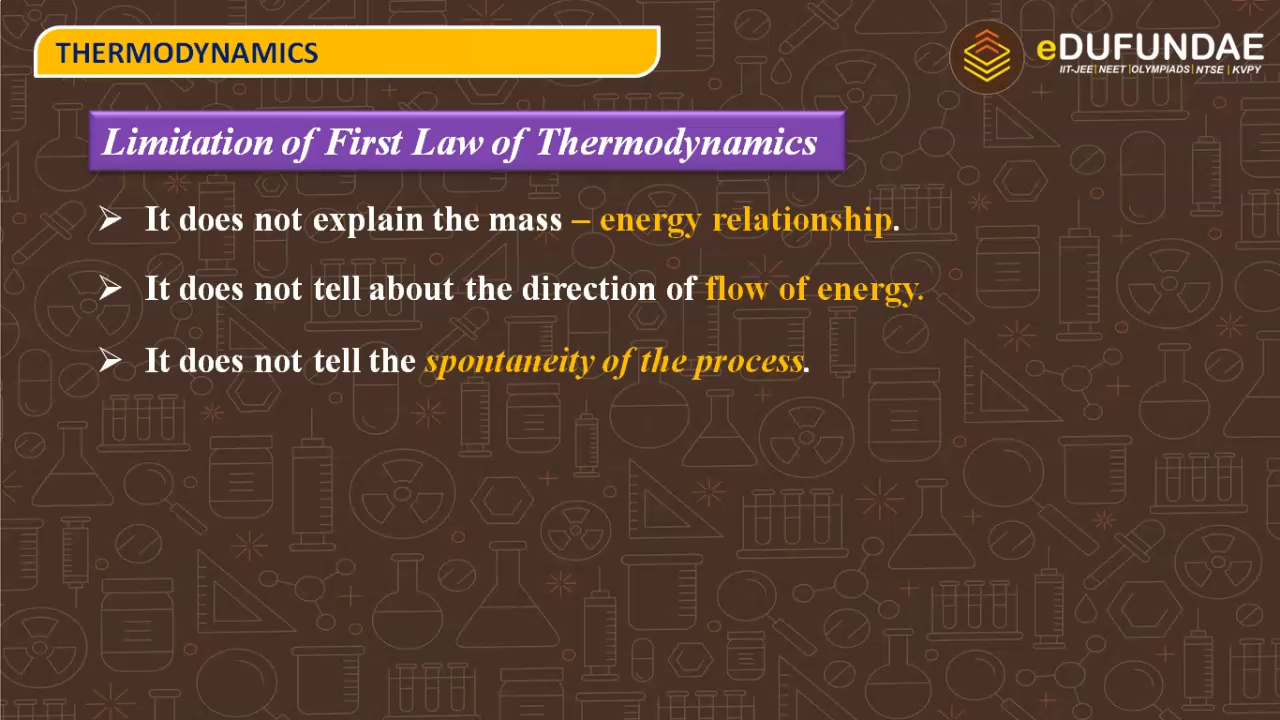 THERMODYNAMICS
eDUFUNDAE
IIT-JEE| NEET |OLYMPIADS| NTSE | KVPY
Limitation of First Law of Thermodynamics
➢ It does not explain the mass – energy relationship.
➢ It does not tell about the direction of flow of energy.
➢ It does not tell the spontaneity of the process.